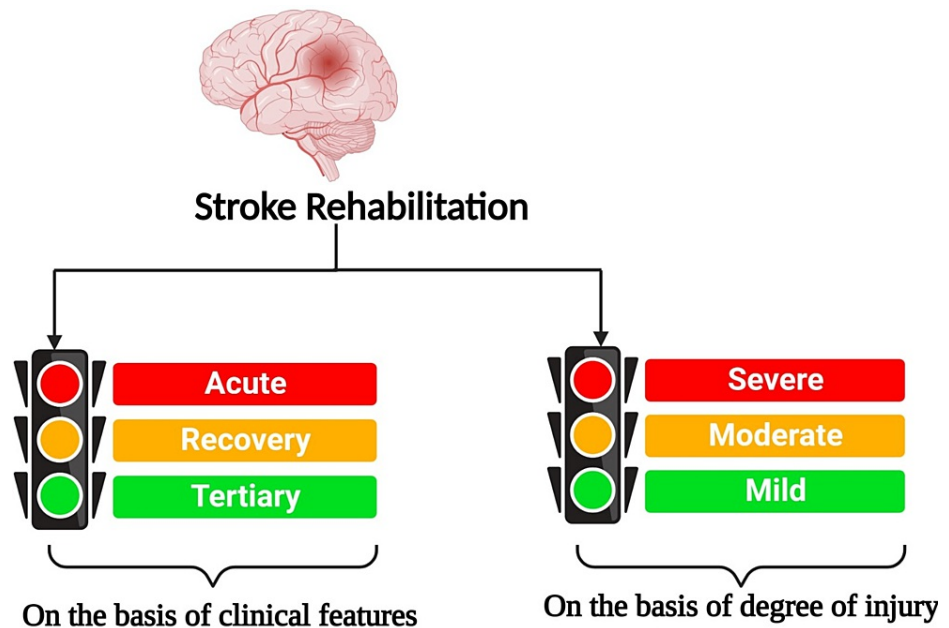 Stroke Rehabilitation
Acute
Recovery
Tertiary
On the basis of clinical features
Severe
Moderate
Mild
On the basis of degree of injury